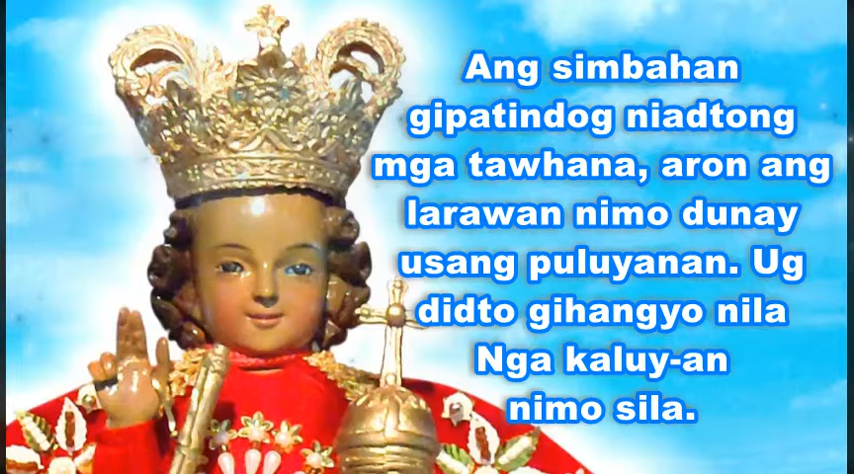 Ang simbahan
gipatindog niadtong
mga tawhana, aron ang
larawan nimo dunay
usang puluyanan. Ug
didto gihangyo nila
Nga kaluy-an
nimo sila.